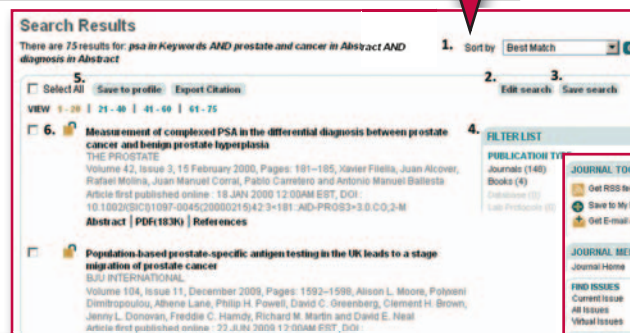 Search Results
There are 75 results for: psa in Keywords AND prostate and cancer in Abstract AND
diagnosis in Abstract
1. Sort by Best Match
5.
Select All Save to profile Export Citation
2. 3.
Edit search Save search
VIEW 1 - 20 | 21 - 40 | 41 - 60 | 61 - 75
6. Measurement of complexed PSA in the differential diagnosis between prostate
cancer and benign prostate hyperplasia
THE PROSTATE
Volume 42, Issue 3, 15 February 2000, Pages: 181–185, Xavier Filella, Juan Alcover,
Rafael Molina, Juan Manuel Corral, Pablo Carretero and Antonio Manuel Ballesta
Article first published online : 18 JAN 2000 12:00AM EST, DOI :
10.1002/(SICI)1097-0045(20000215)42:3<181::AID-PROS3>3.0.CO;2-M
Abstract | PDF(183K) | References
Population-based prostate-specific antigen testing in the UK leads to a stage
migration of prostate cancer
BJU INTERNATIONAL
Volume 104, Issue 11, December 2009, Pages: 1592–1598, Alison L. Moore, Polyxeni
Dimitropoulou, Athene Lane, Philip H. Powell, David C. Greenberg, Clement H. Brown,
Jenny L. Donovan, Freddie C. Hamdy, Richard M. Martin and David E. Neal
Article first published online : 22 JUN 2009 12:00AM EST, DOI :
4. FILTER LIST
PUBLICATION TYPE
Journals (148)
Books (4)
Database (0)
Lab Protocols (0)
JOURNAL TOO
Get RSS fe
Save to My
Get E-mail
JOURNAL ME
Journal Home
FIND ISSUES
Current Issue
All Issues
Virtual Issues